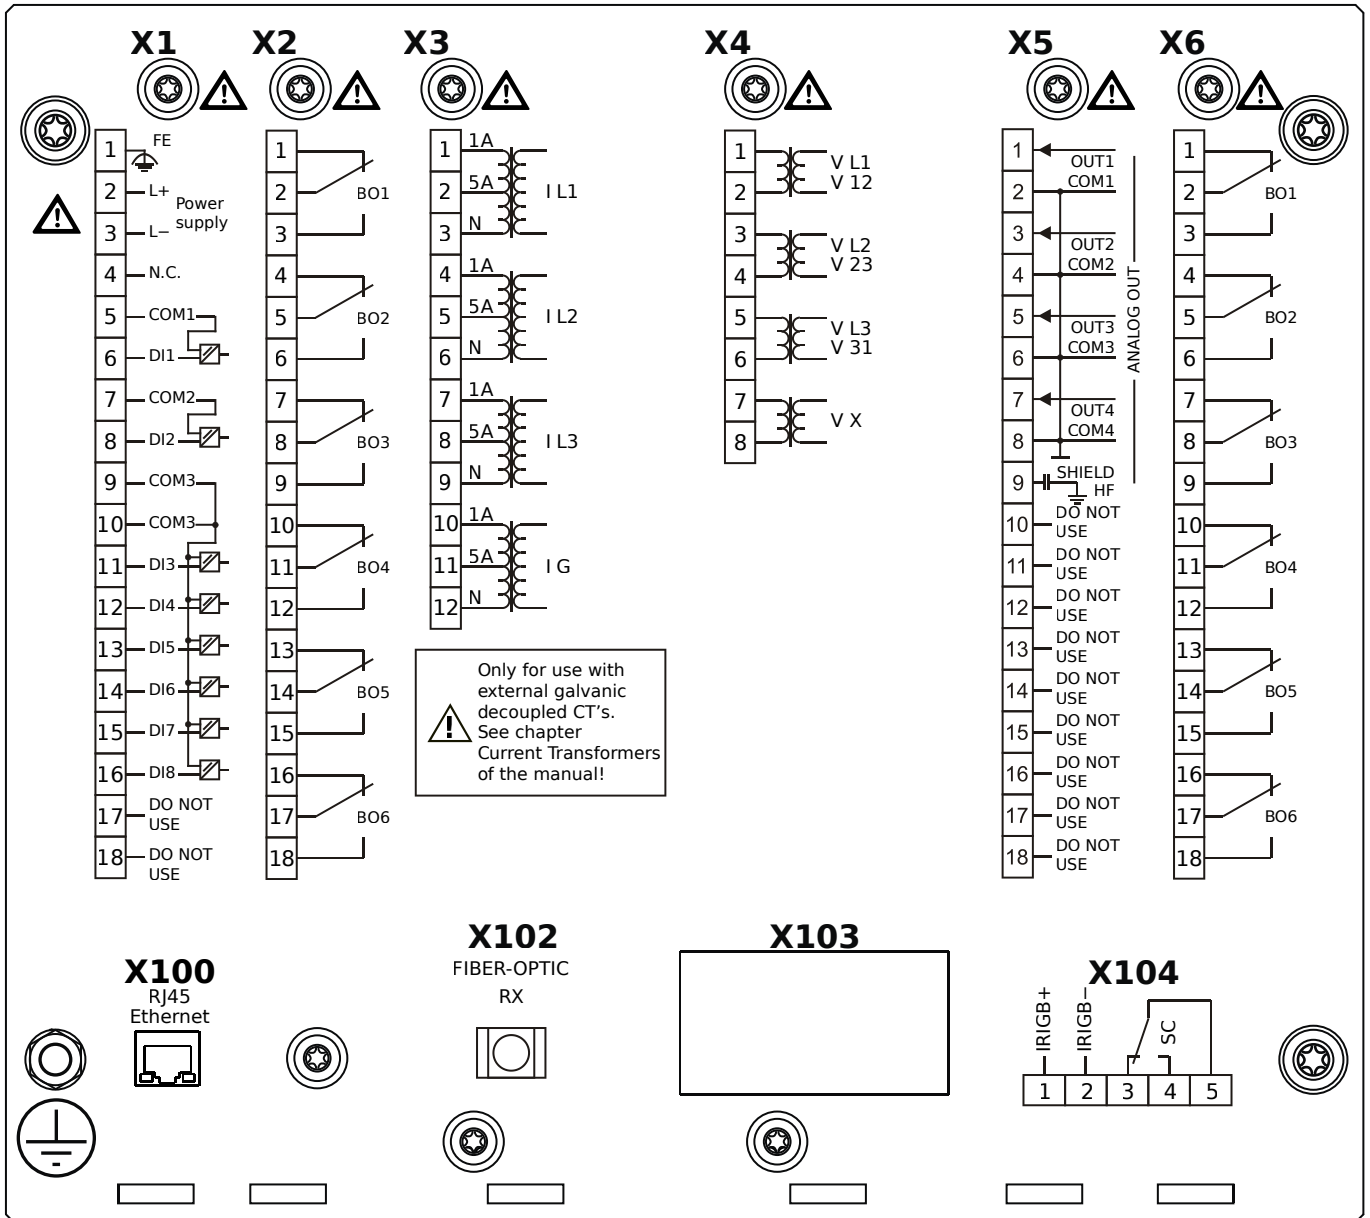 X1
X2
X3
X4
X5
X6
1 FE
2 L+
Power
supply
3 L−
4 N.C.
5 COM1
6 DI1
7 COM2
8 DI2
9 COM3
10 COM3
11 DI3
12 DI4
13 DI5
14 DI6
15 DI7
16 DI8
17 DO NOT
USE
18 DO NOT
USE
1
2 BO1
3
4
5 BO2
6
7
8 BO3
9
10
11 BO4
12
13
14 BO5
15
16
17 BO6
18
1 1A
2 5A I L1
3 N
4 1A
5 5A I L2
6 N
7 1A
8 5A I L3
9 N
10 1A
11 5A I G
12 N
Only for use with
external galvanic
decoupled CT's.
See chapter
Current Transformers
of the manual!
1 V L1
2 V 12
3 V L2
4 V 23
5 V L3
6 V 31
7 V X
8
1 OUT1
2 COM1
3 OUT2
4 COM2
5 OUT3
6 COM3
7 OUT4
8 COM4
ANALOG OUT
9 SHIELD
HF
10 DO NOT
USE
11 DO NOT
USE
12 DO NOT
USE
13 DO NOT
USE
14 DO NOT
USE
15 DO NOT
USE
16 DO NOT
USE
17 DO NOT
USE
18 DO NOT
USE
1
2 BO1
3
4
5 BO2
6
7
8 BO3
9
10
11 BO4
12
13
14 BO5
15
16
17 BO6
18
X100
RJ45
Ethernet
X102
FIBER-OPTIC
RX
X103
X104
IRIGB+
IRIGB−
SC
1 2 3 4 5